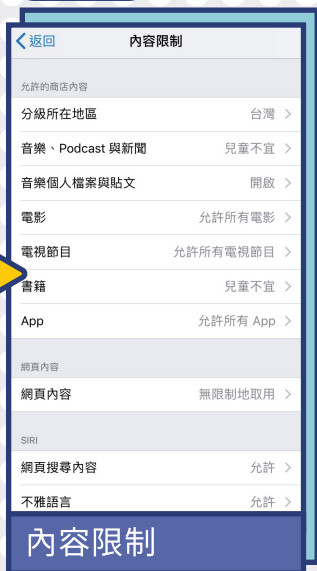 返回 內容限制
允許的商店內容
分級所在地區 台灣
音樂、Podcast 與新聞 兒童不宜
音樂個人檔案與貼文 開啟
電影 允許所有電影
電視節目 允許所有電視節目
書籍 兒童不宜
App 允許所有 App
網頁內容
網頁內容 無限制地取用
SIRI
網頁搜尋內容 允許
不雅語言 允許
內容限制